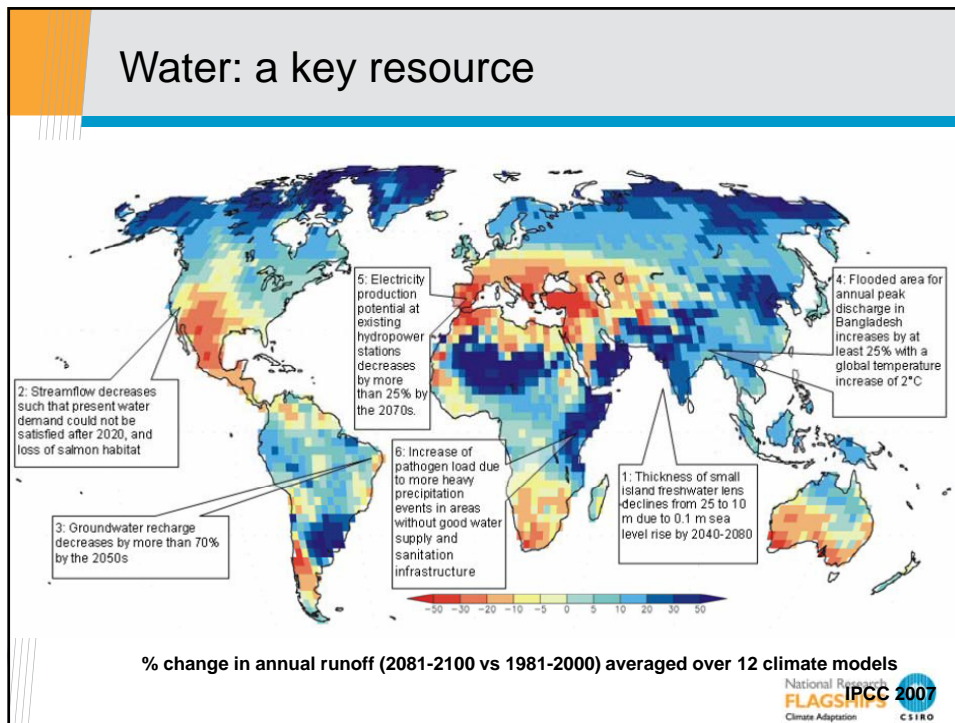 Water: a key resource
5: Electricity
production
potential at
existing
hydropower
stations
decreases
by more
than 25% by
the 2070s.
4: Flooded area for
annual peak
discharge in
Bangladesh
increases by at
least 25% with a
global temperature
increase of 2°C
2: Streamflow decreases
such that present water
demand could not be
satisfied after 2020, and
loss of salmon habitat
6: Increase of
pathogen load due
to more heavy
precipitation
events in areas
without good water
supply and
sanitation
infrastructure
1: Thickness of small
island freshwater lens
declines from 25 to 10
m due to 0.1 m sea
level rise by 2040-2080
3: Groundwater recharge
decreases by more than 70%
by the 2050s
−50 −30 −20 −10 −5 0 5 10 20 30 50
% change in annual runoff (2081-2100 vs 1981-2000) averaged over 12 climate models
National Research
FLAGSHIPS
IPCC 2007
Climate Adaptation
CSIRO